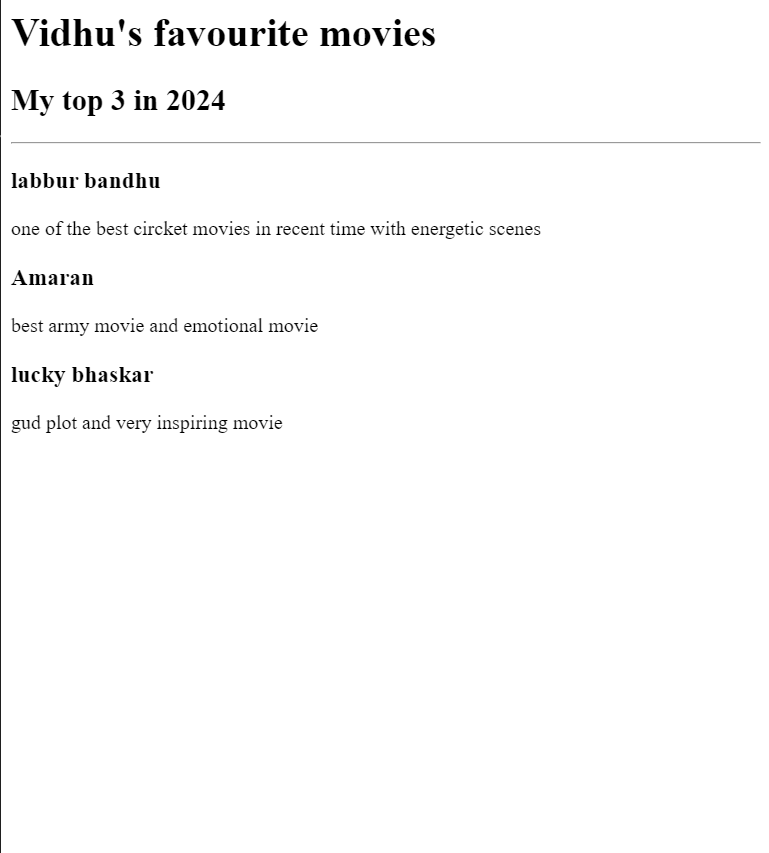 Vidhu's favourite movies
My top 3 in 2024
labbur bandhu
one of the best circket movies in recent time with energetic scenes
Amaran
best army movie and emotional movie
lucky bhaskar
gud plot and very inspiring movie